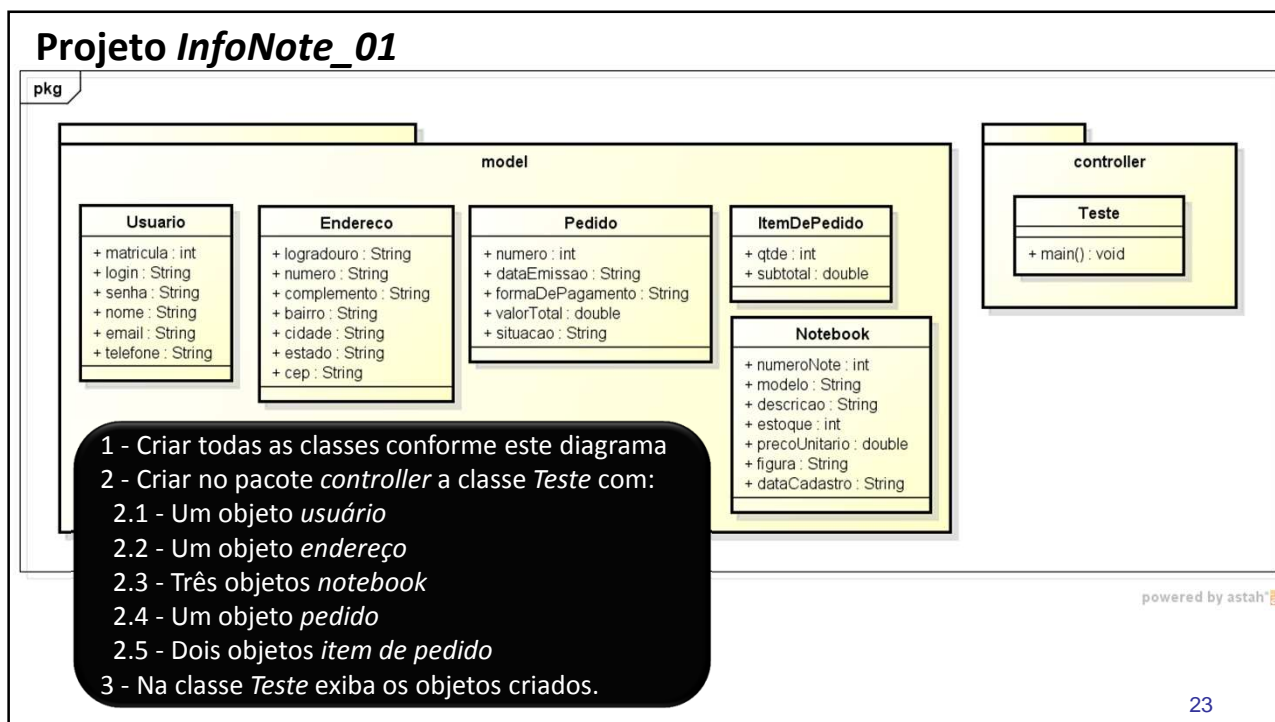 Projeto InfoNote_01
pkg
model
Usuario
+ matricula : int
+ login : String
+ senha : String
+ nome : String
+ email : String
+ telefone : String
Endereco
+ logradouro : String
+ numero : String
+ complemento : String
+ bairro : String
+ cidade : String
+ estado : String
+ cep : String
Pedido
+ numero : int
+ dataEmissao : String
+ formaDePagamento : String
+ valorTotal : double
+ situacao : String
ItemDePedido
+ qtde : int
+ subtotal : double
Notebook
+ numeroNote : int
+ modelo : String
+ descricao : String
+ estoque : int
+ precoUnitario : double
+ figura : String
+ dataCadastro : String
controller
Teste
+ main() : void
1 - Criar todas as classes conforme este diagrama
2 - Criar no pacote controller a classe Teste com:
2.1 - Um objeto usuário
2.2 - Um objeto endereço
2.3 - Três objetos notebook
2.4 - Um objeto pedido
2.5 - Dois objetos item de pedido
3 - Na classe Teste exiba os objetos criados.
powered by astah*
23